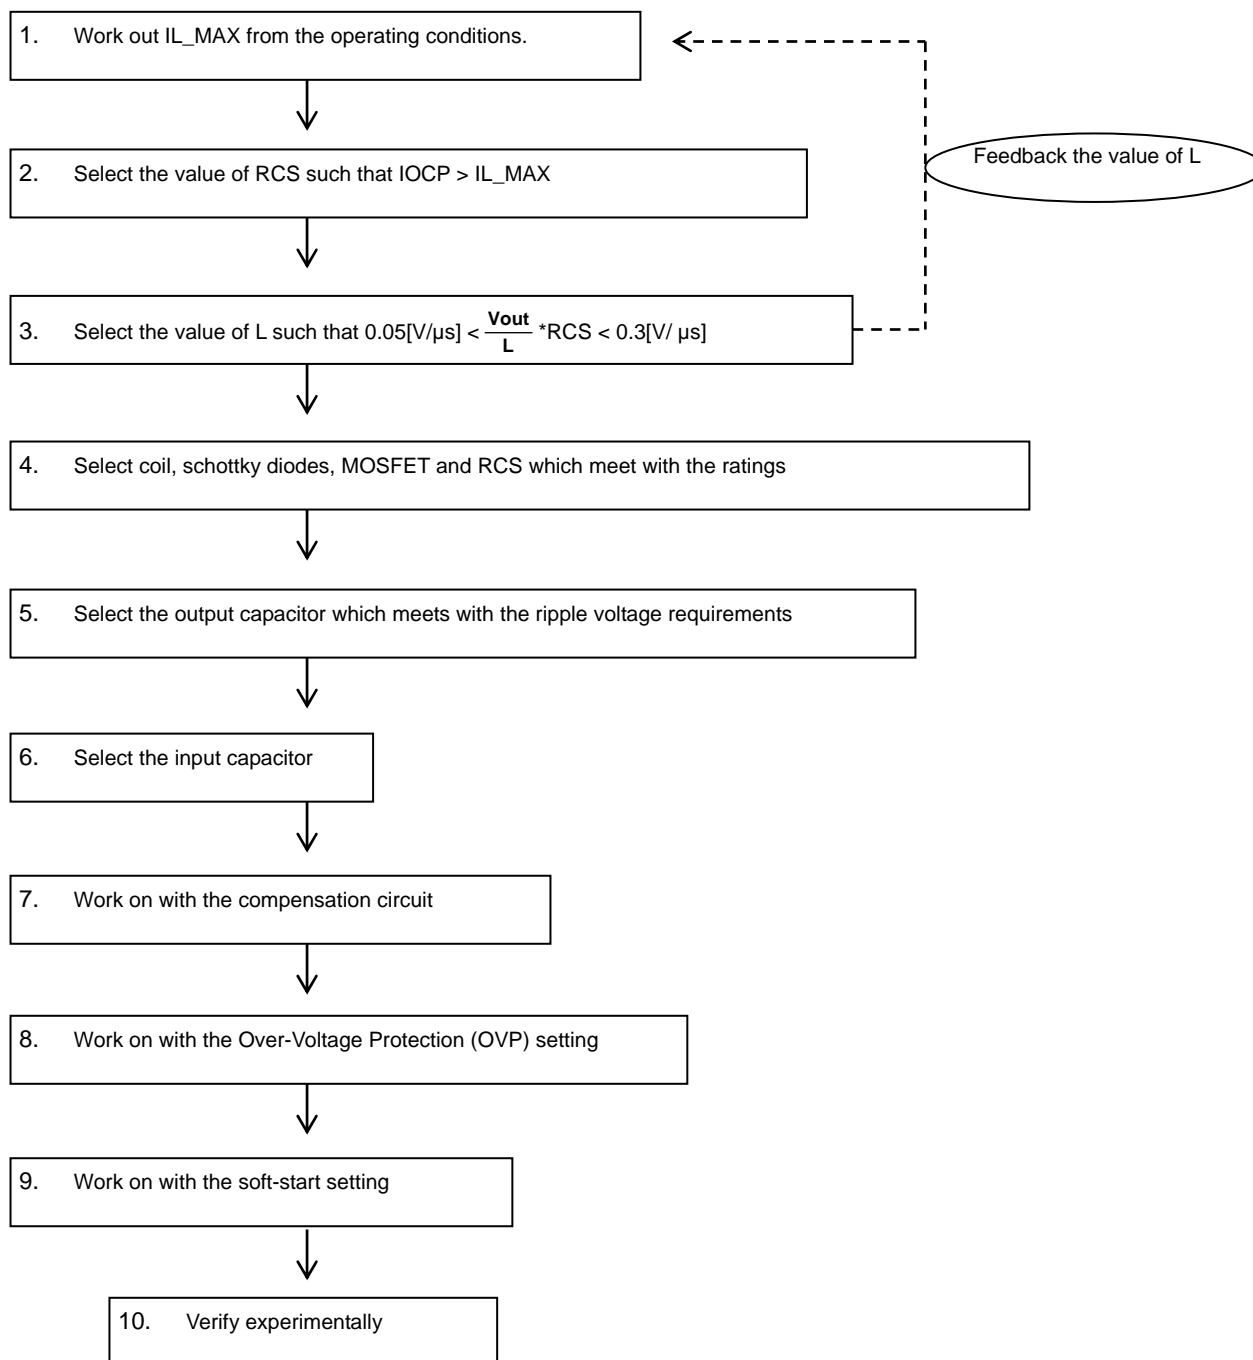 1. Work out IL_MAX from the operating conditions.
2. Select the value of RCS such that IOCP > IL_MAX
Feedback the value of L
3. Select the value of L such that 0.05[V/µs] < Vout/L *RCS < 0.3[V/ µs]
4. Select coil, schottky diodes, MOSFET and RCS which meet with the ratings
5. Select the output capacitor which meets with the ripple voltage requirements
6. Select the input capacitor
7. Work on with the compensation circuit
8. Work on with the Over-Voltage Protection (OVP) setting
9. Work on with the soft-start setting
10. Verify experimentally